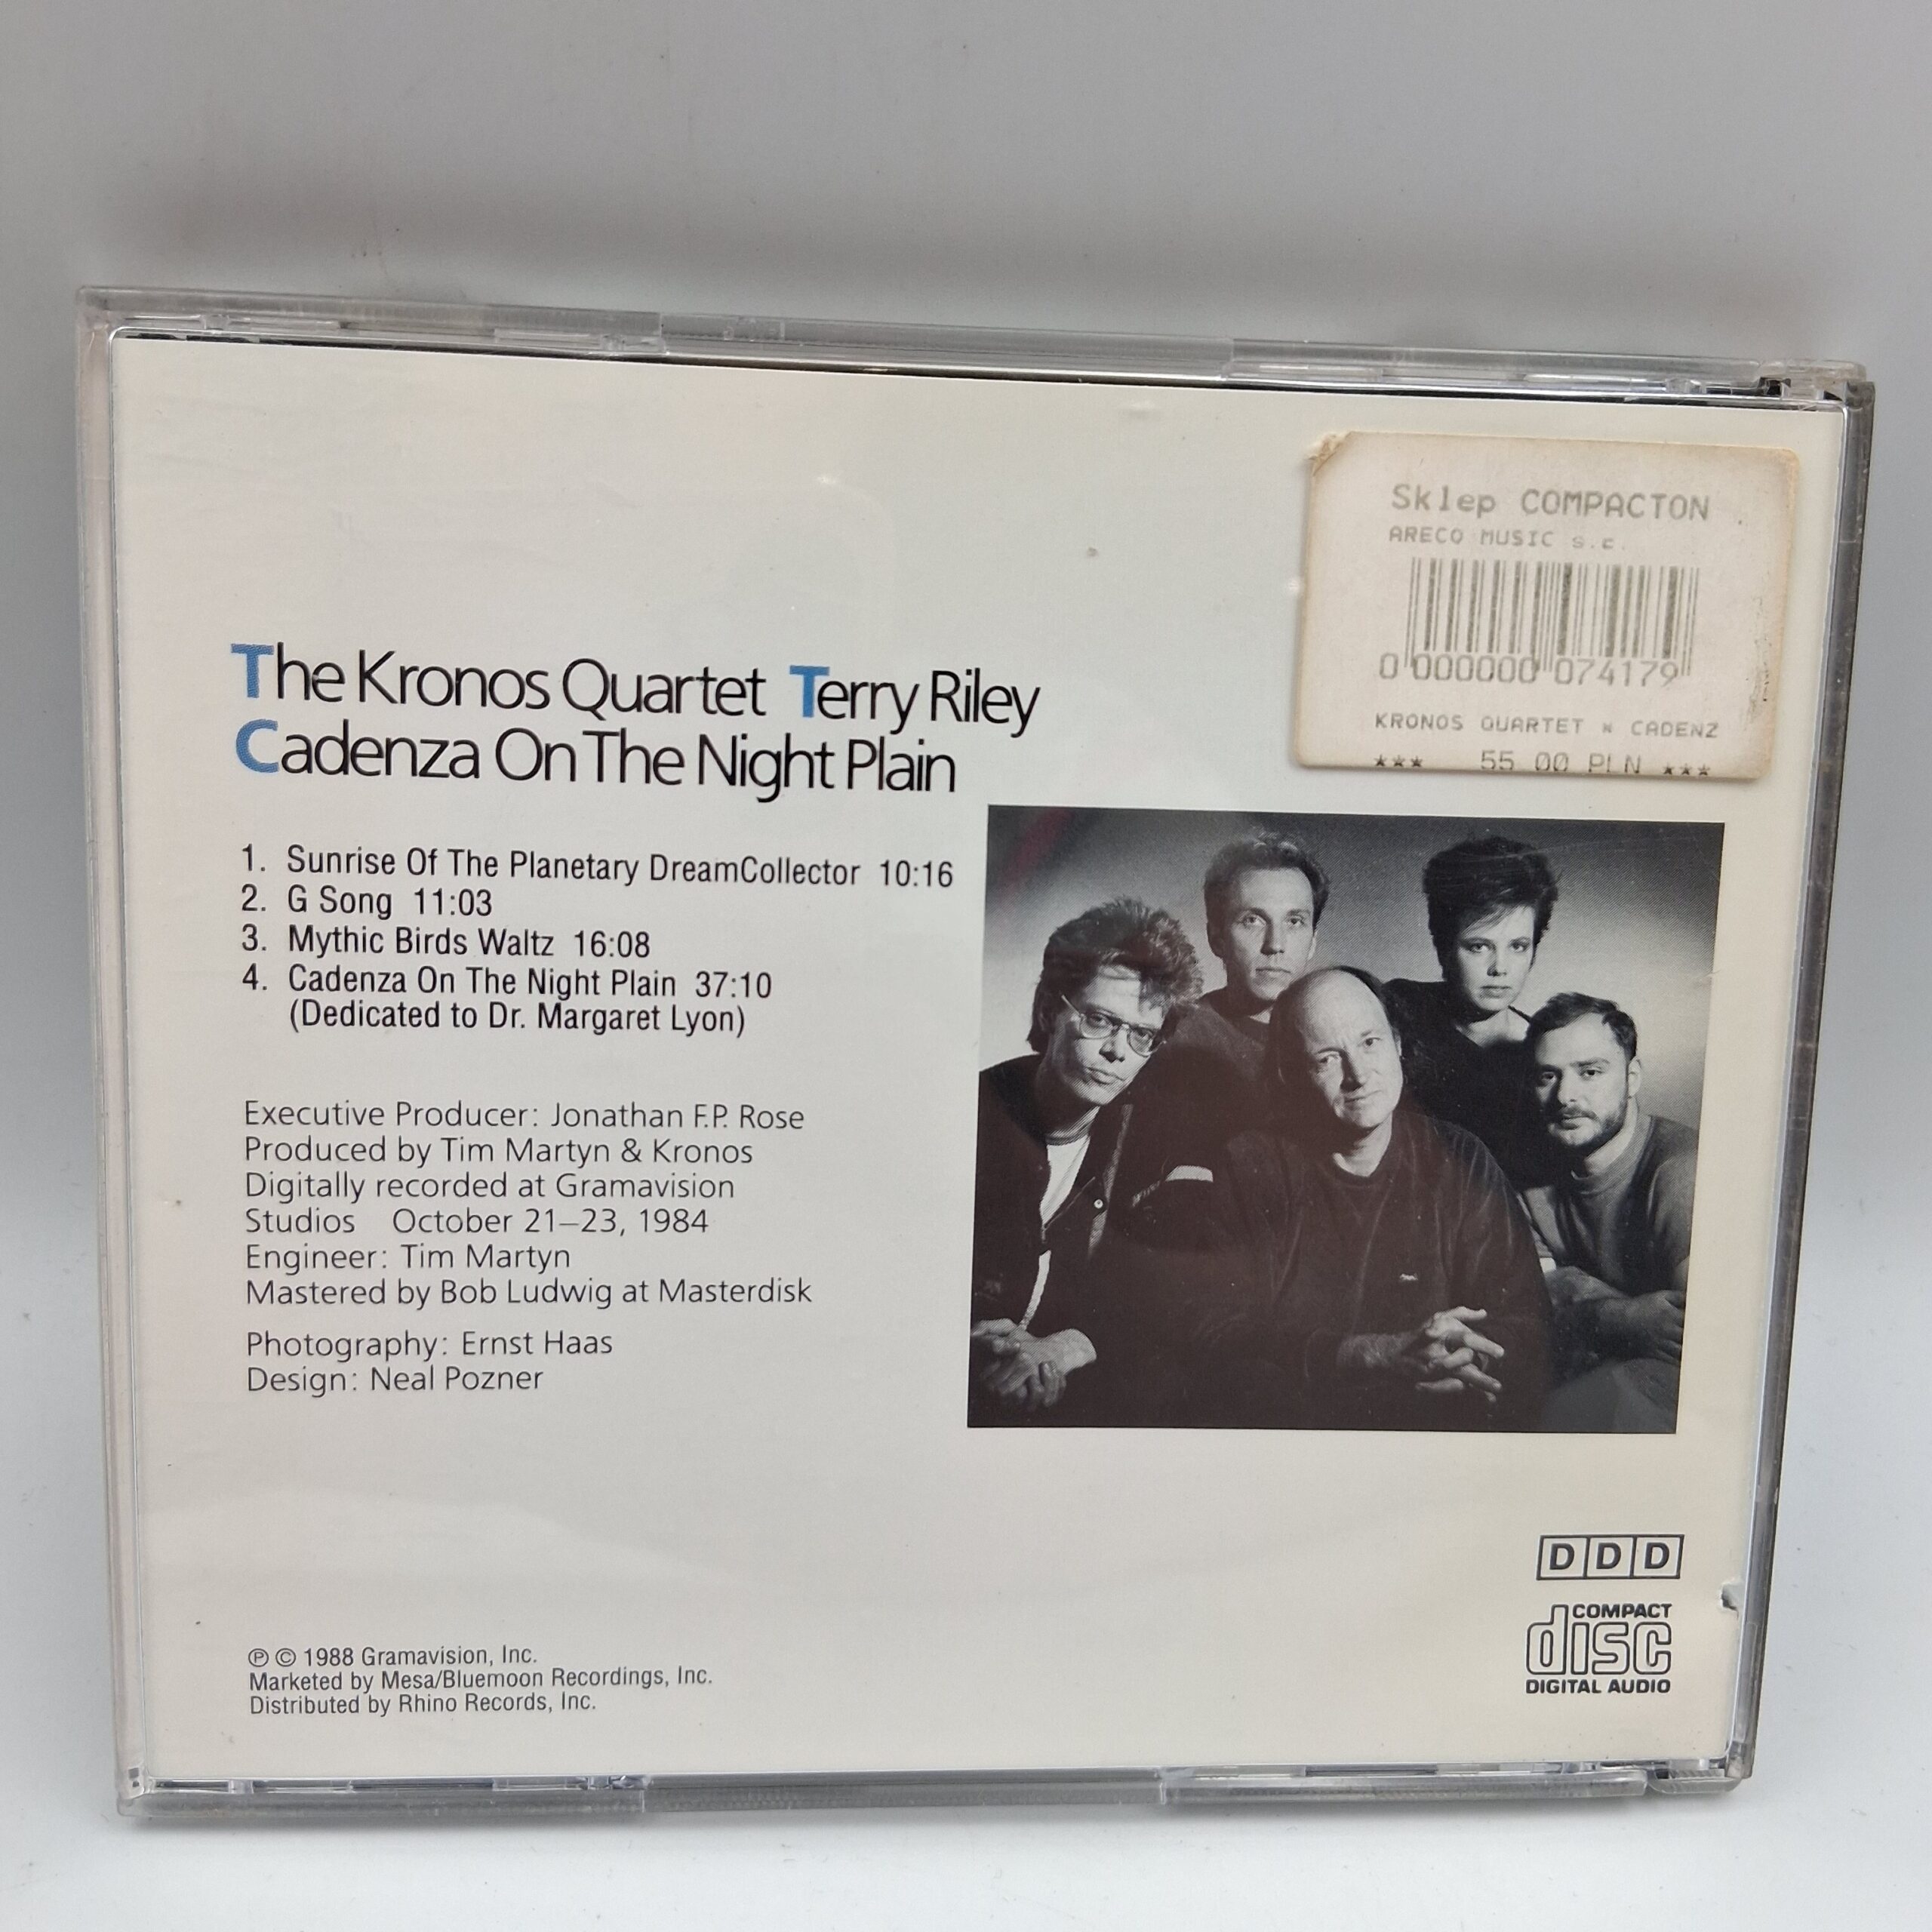 Sklep COMPACTON
ARECO MUSIC s.c.
0 000000 074179
KRONOS QUARTET * CADENZ
*** 55 00 PLN ***
The Kronos Quartet Terry Riley
Cadenza On The Night Plain
1. Sunrise Of The Planetary DreamCollector 10:16
2. G Song 11:03
3. Mythic Birds Waltz 16:08
4. Cadenza On The Night Plain 37:10
(Dedicated to Dr. Margaret Lyon)
Executive Producer: Jonathan F.P. Rose
Produced by Tim Martyn & Kronos
Digitally recorded at Gramavision
Studios October 21–23, 1984
Engineer: Tim Martyn
Mastered by Bob Ludwig at Masterdisk
Photography: Ernst Haas
Design: Neal Pozner
DDD
COMPACT
disc
DIGITAL AUDIO
℗ © 1988 Gramavision, Inc.
Marketed by Mesa/Bluemoon Recordings, Inc.
Distributed by Rhino Records, Inc.